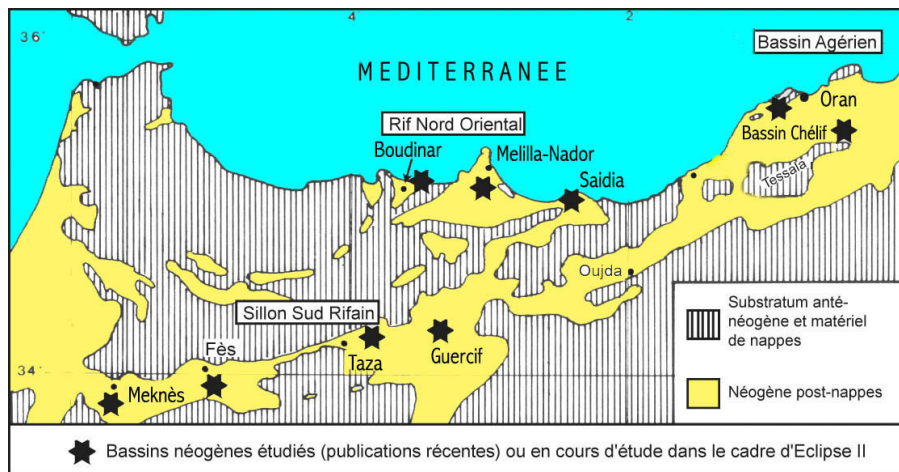 4
2
36
Bassin Agérien
MEDITERRANEE
Oran
Rif Nord Oriental
Bassin Chélif
Boudinar
Melilla-Nador
Tessala
Saidia
Oujda
Sillon Sud Rifain
Substratum anté-
néogène et matériel
de nappes
Fès
Taza
Guercif
34
Meknès
Néogène post-nappes
Bassins néogènes étudiés (publications récentes) ou en cours d'étude dans le cadre d'Eclipse II